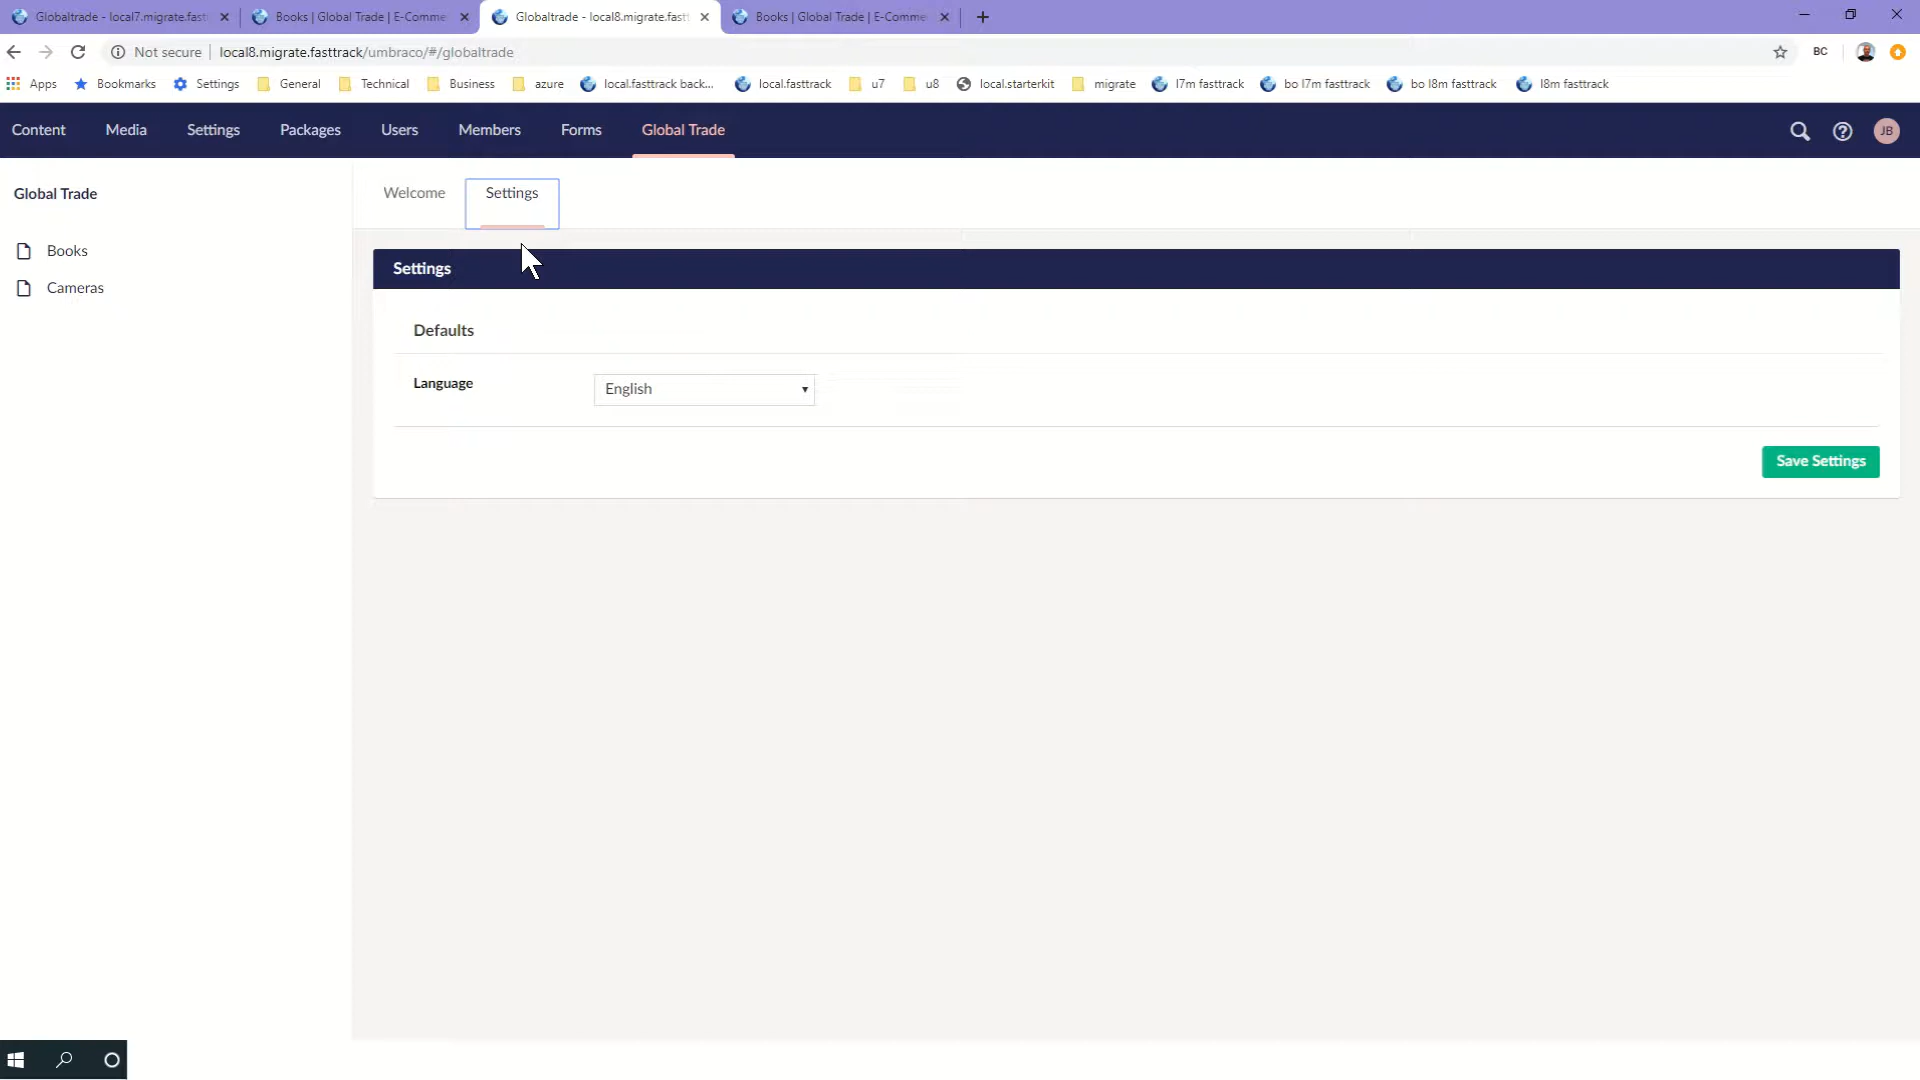 Globaltrade - local7.migrate.fast
Books | Global Trade | E-Comme
Globaltrade - local8.migrate.fast
Books | Global Trade | E-Comme
Not secure
local8.migrate.fasttrack/umbraco/#/globaltrade
BC
Apps
Bookmarks
Settings
General
Technical
Business
azure
local.fasttrack back...
local.fasttrack
u7
u8
local.starterkit
migrate
l7m fasttrack
bo l7m fasttrack
bo l8m fasttrack
l8m fasttrack
Content
Media
Settings
Packages
Users
Members
Forms
Global Trade
JB
Global Trade
Books
Cameras
Welcome
Settings
Settings
Defaults
Language
English
Save Settings